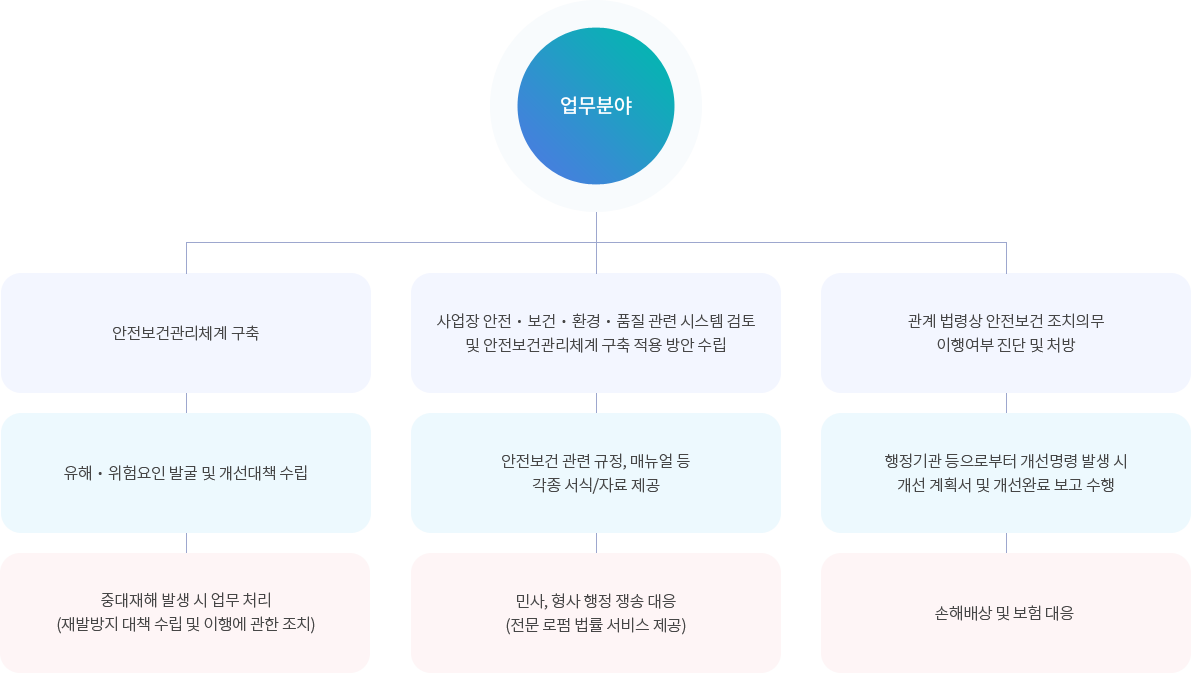 업무분야
안전보건관리체계 구축
사업장 안전・보건・환경・품질 관련 시스템 검토
및 안전보건관리체계 구축 적용 방안 수립
관계 법령상 안전보건 조치의무
이행여부 진단 및 처방
유해・위험요인 발굴 및 개선대책 수립
안전보건 관련 규정, 매뉴얼 등
각종 서식/자료 제공
행정기관 등으로부터 개선명령 발생 시
개선 계획서 및 개선완료 보고 수행
중대재해 발생 시 업무 처리
(재발방지 대책 수립 및 이행에 관한 조치)
민사, 형사 행정 쟁송 대응
(전문 로펌 법률 서비스 제공)
손해배상 및 보험 대응